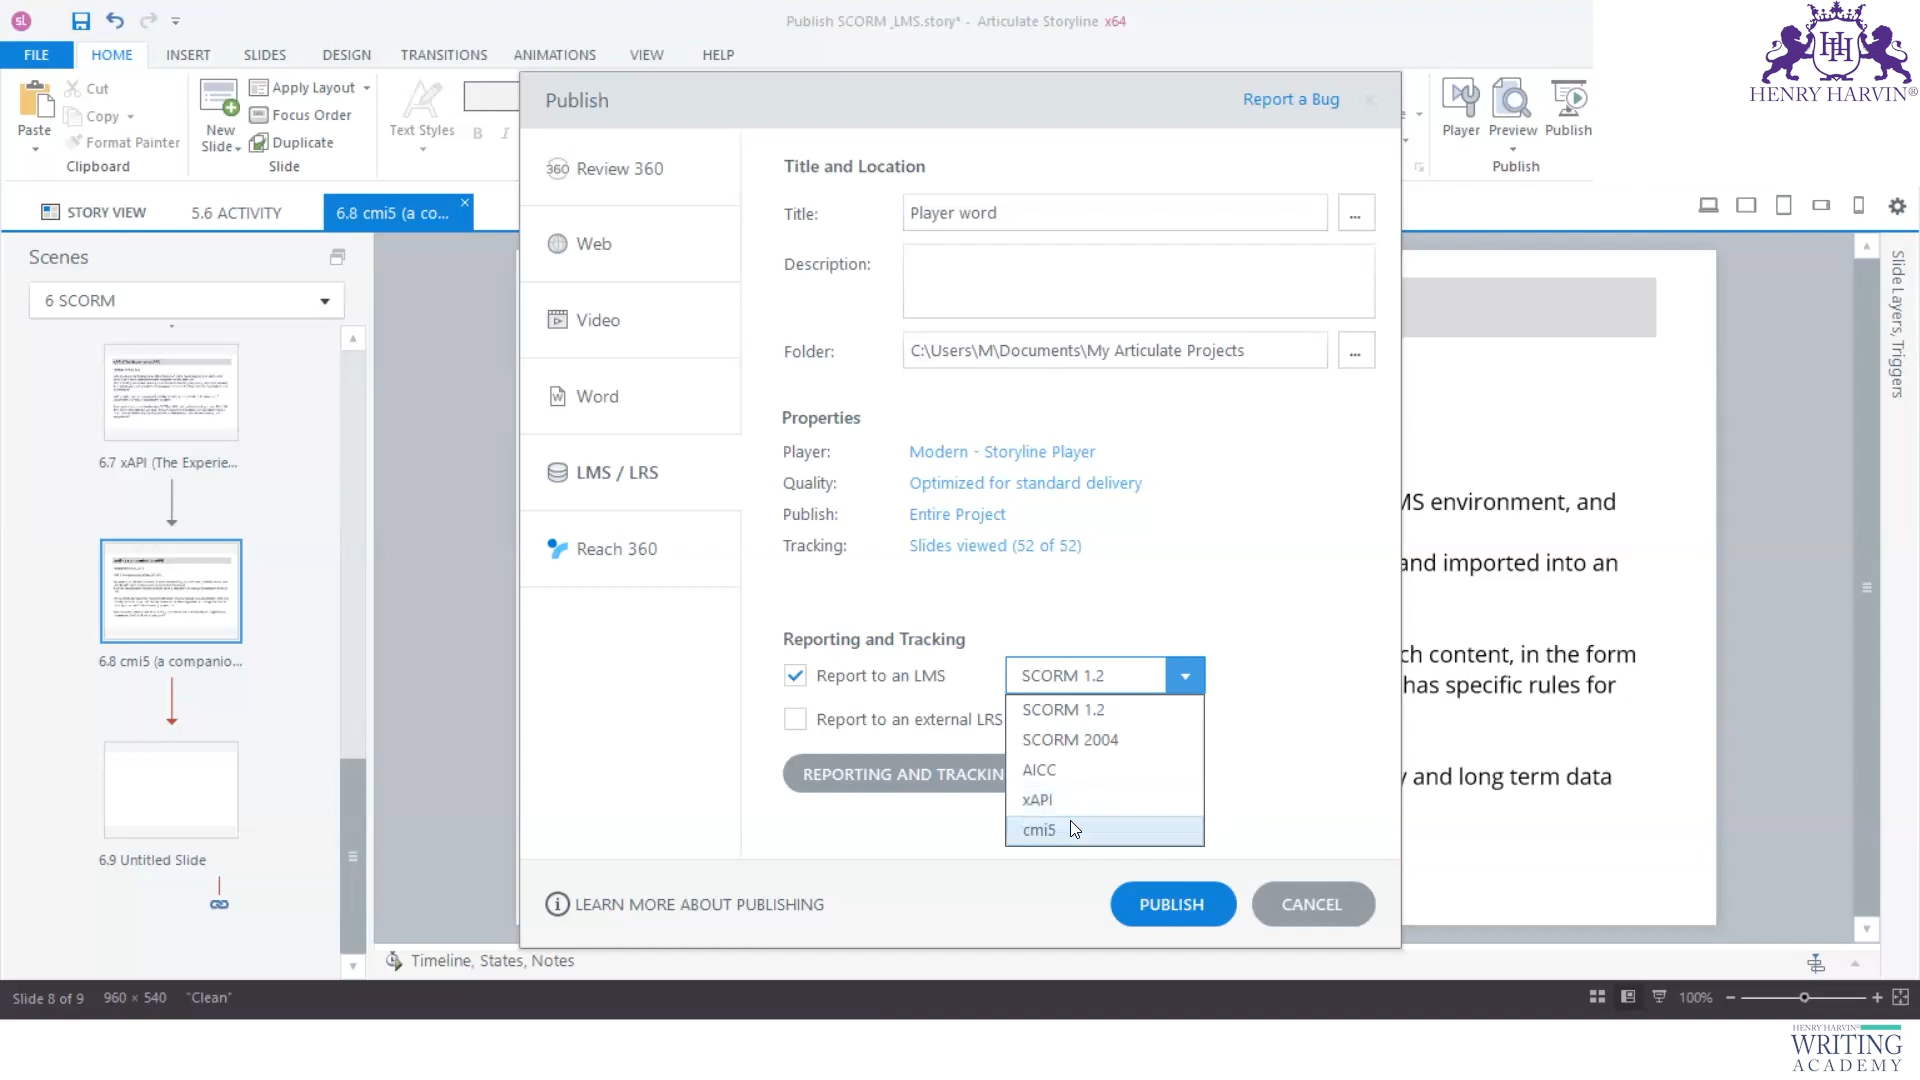 sl
Publish SCORM _LMS.story* - Articulate Storyline x64
FILE
HOME
INSERT
SLIDES
DESIGN
TRANSITIONS
ANIMATIONS
VIEW
HELP
Paste
Cut
Copy
Format Painter
Clipboard
New
Slide
Apply Layout
Focus Order
Duplicate
Slide
Text Styles
B
I
Player
Preview
Publish
Publish
HENRY HARVIN®
STORY VIEW
5.6 ACTIVITY
6.8 cmi5 (a co...
Scenes
6 SCORM
6.7 xAPI (The Experie...
6.8 cmi5 (a companio...
6.9 Untitled Slide
Publish
Report a Bug
360 Review 360
Web
Video
Word
LMS / LRS
Reach 360
Title and Location
Title:
Player word
...
Description:
Folder:
C:\Users\M\Documents\My Articulate Projects
...
Properties
Player:
Modern - Storyline Player
Quality:
Optimized for standard delivery
Publish:
Entire Project
Tracking:
Slides viewed (52 of 52)
Reporting and Tracking
Report to an LMS
SCORM 1.2
SCORM 1.2
SCORM 2004
AICC
xAPI
cmi5
Report to an external LRS
REPORTING AND TRACKIN
LEARN MORE ABOUT PUBLISHING
PUBLISH
CANCEL
MS environment, and
and imported into an
ch content, in the form
has specific rules for
y and long term data
Slide Layers, Triggers
Timeline, States, Notes
Slide 8 of 9
960 × 540
"Clean"
100%
HENRY HARVIN®
WRITING
ACADEMY